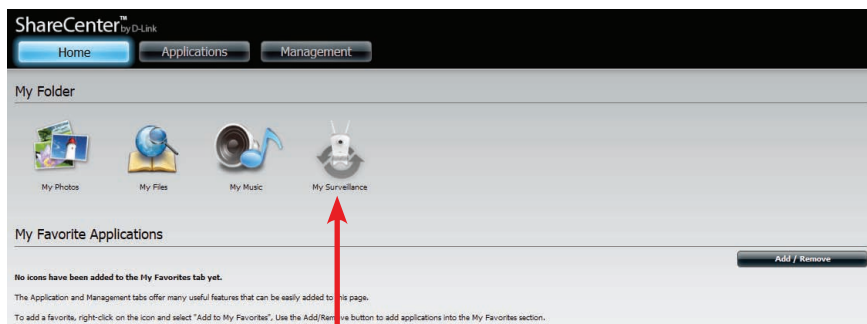 ShareCenter™ by D-Link
Home Applications Management
My Folder
My Photos My Files My Music My Surveillance
My Favorite Applications
Add / Remove
No icons have been added to the My Favorites tab yet.
The Application and Management tabs offer many useful features that can be easily added to this page.
To add a favorite, right-click on the icon and select "Add to My Favorites", Use the Add/Remove button to add applications into the My Favorites section.